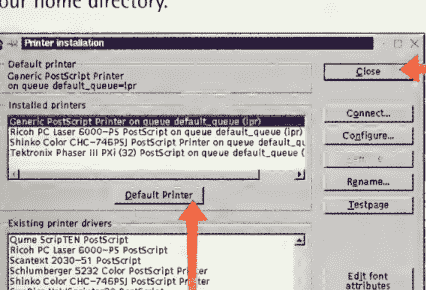 our home directory.
Printer installation
Default printer
Generic PostScript Printer
on queue default_queue=lpr
Close
Installed printers
Generic PostScript Printer on queue default_queue (lpr)
Ricoh PC Laser 6000-PS PostScript on queue default_queue (lpr)
Shinko Color CHC-746PSJ PostScript Printer on queue default_qu
Tektronix Phaser III PXi (32) PostScript on queue default_queue (l
Connect...
Configure...
Rename...
Default Printer
Testpage
Existing printer drivers
Qume ScripTEN PostScript
Ricoh PC Laser 6000-PS PostScript
Scantext 2030-51 PostScript
Schlumberger 5232 Color PostScript Printer
Shinko Color CHC-746PSJ PostScript Printer
Edit font
attributes